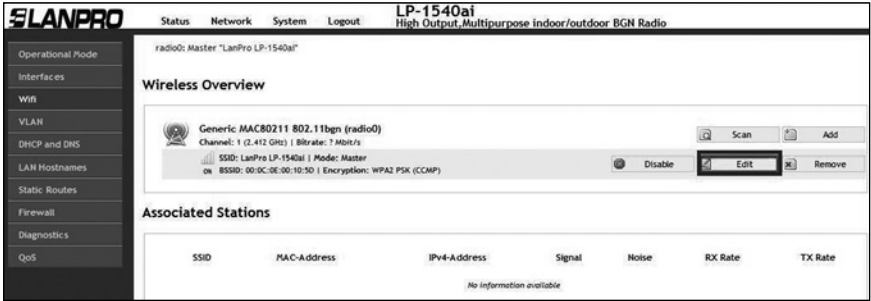 LANPRO
Status Network System Logout
LP-1540ai
High Output,Multipurpose indoor/outdoor BGN Radio
radio0: Master "LanPro LP-1540ai"
Operational Mode
Interfaces
Wifi
VLAN
DHCP and DNS
LAN Hostnames
Static Routes
Firewall
Diagnostics
QoS
Wireless Overview
Generic MAC80211 802.11bgn (radio0)
Channel: 1 (2.412 GHz) | Bitrate: ? Mbit/s
Scan Add
SSID: LanPro LP-1540ai | Mode: Master
ON BSSID: 00:0C:0E:00:10:5D | Encryption: WPA2 PSK (CCMP)
Disable Edit Remove
Associated Stations
SSID MAC-Address IPv4-Address Signal Noise RX Rate TX Rate
No information available